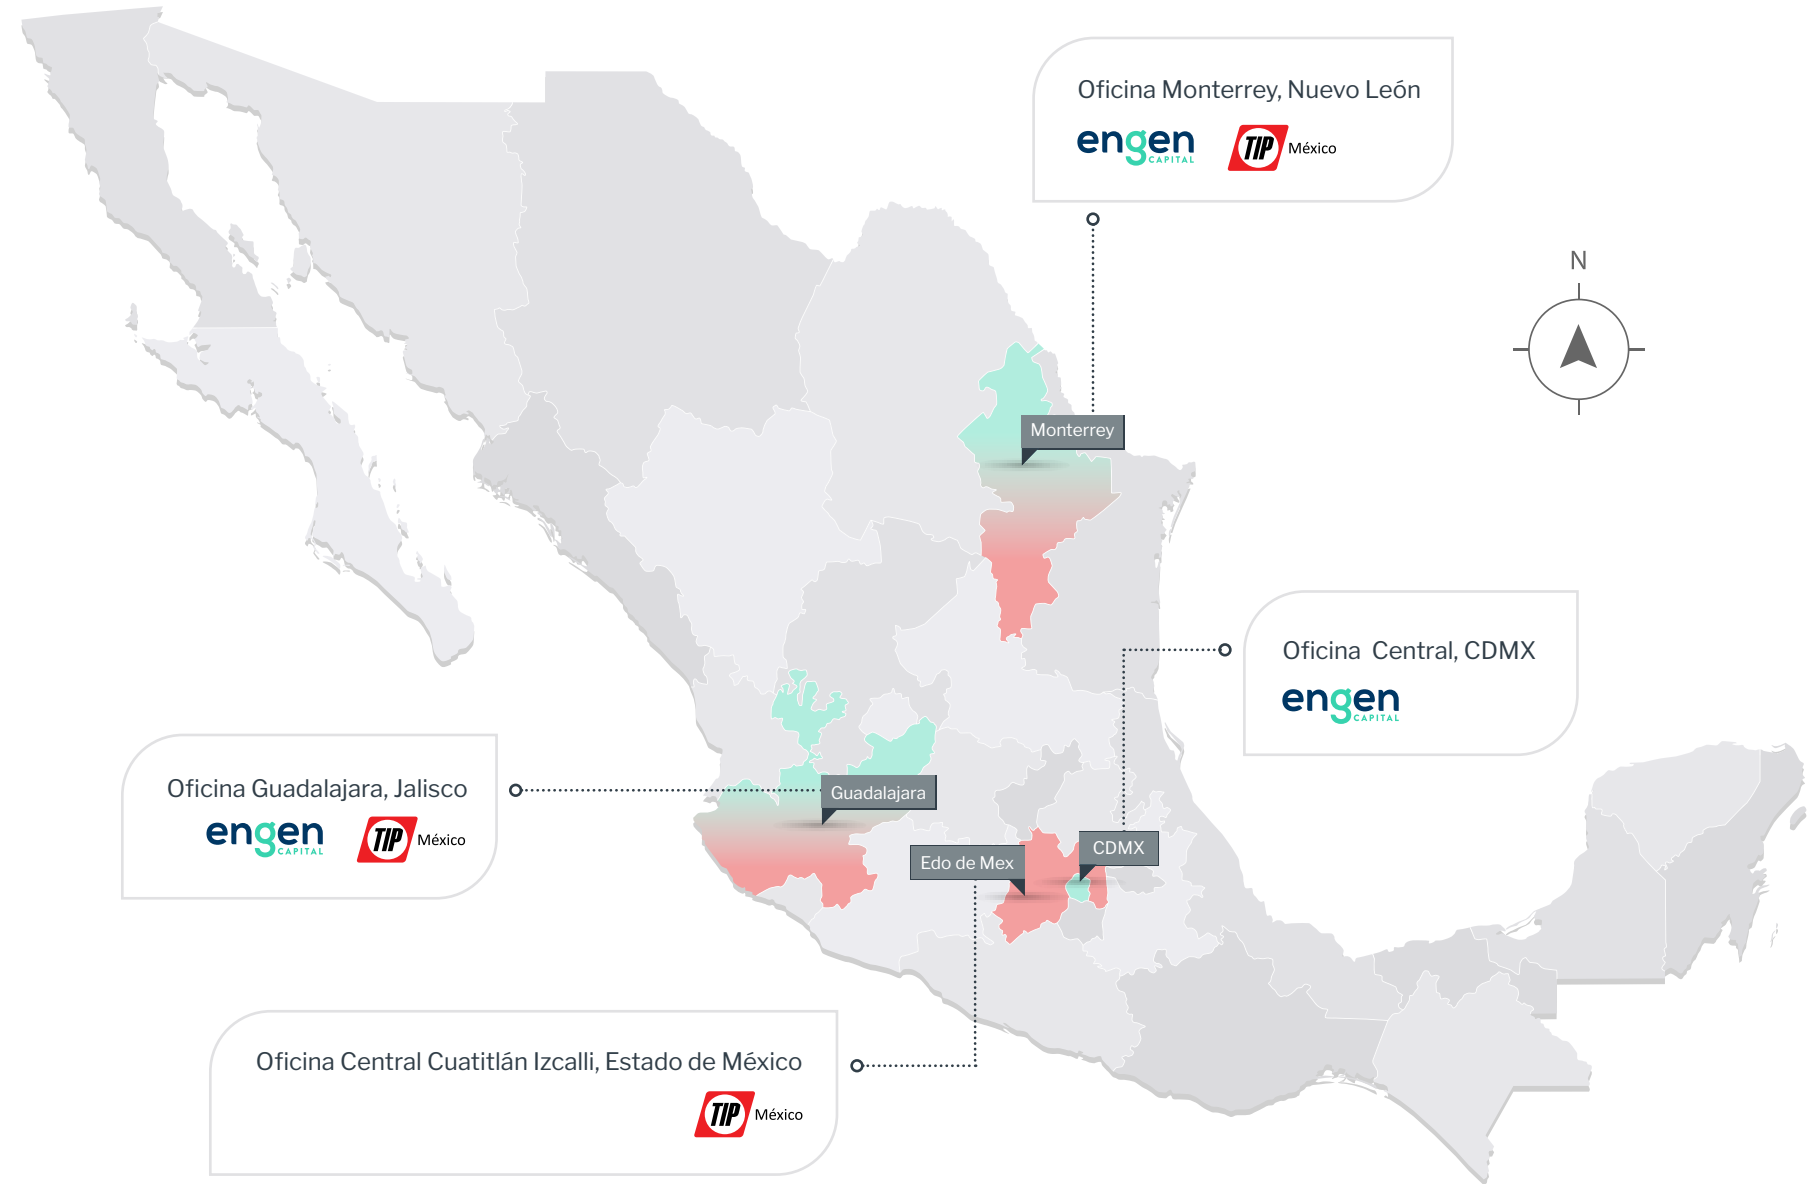 Oficina Monterrey, Nuevo León
engen
CAPITAL
TIP México
N
Monterrey
Oficina Central, CDMX
engen
CAPITAL
Oficina Guadalajara, Jalisco
engen
CAPITAL
TIP México
Guadalajara
CDMX
Edo de Mex
Oficina Central Cuatitlán Izcalli, Estado de México
TIP México